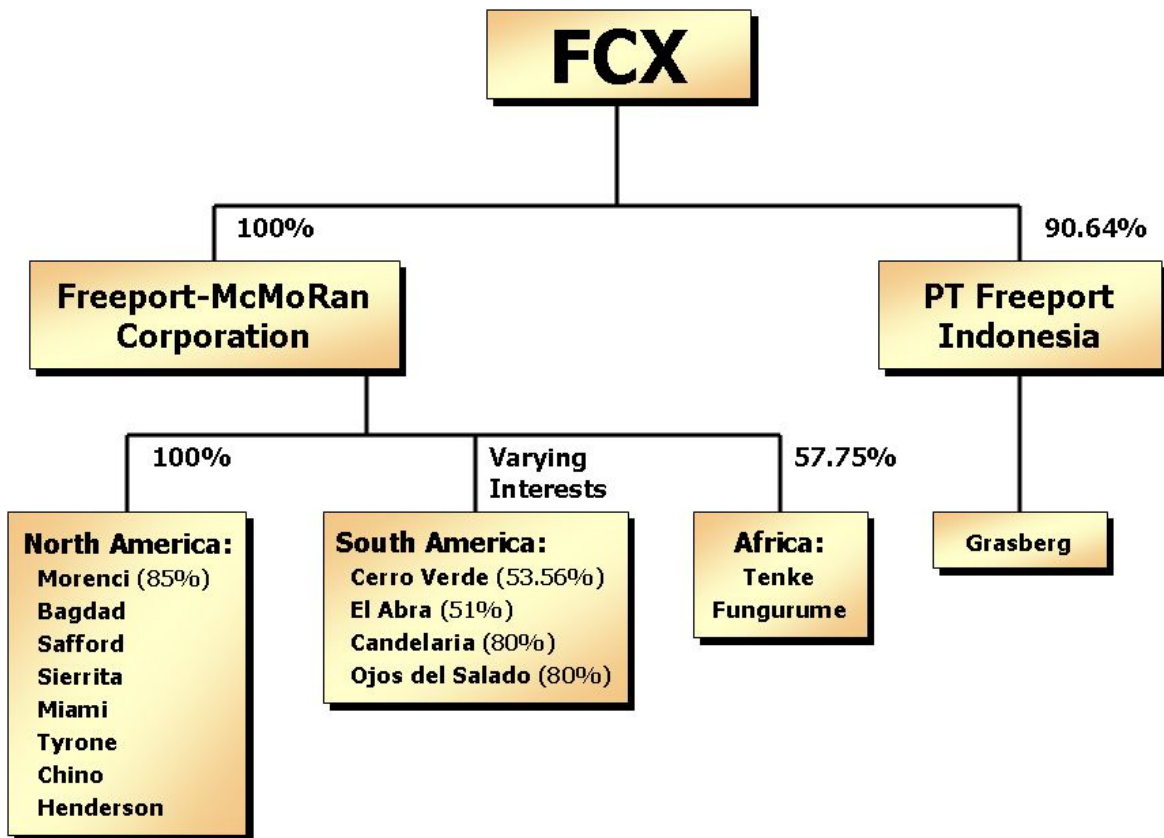 FCX
100%
90.64%
Freeport-McMoRan
Corporation
PT Freeport
Indonesia
100%
Varying
Interests
57.75%
North America:
Morenci (85%)
Bagdad
Safford
Sierrita
Miami
Tyrone
Chino
Henderson
South America:
Cerro Verde (53.56%)
El Abra (51%)
Candelaria (80%)
Ojos del Salado (80%)
Africa:
Tenke
Fungurume
Grasberg